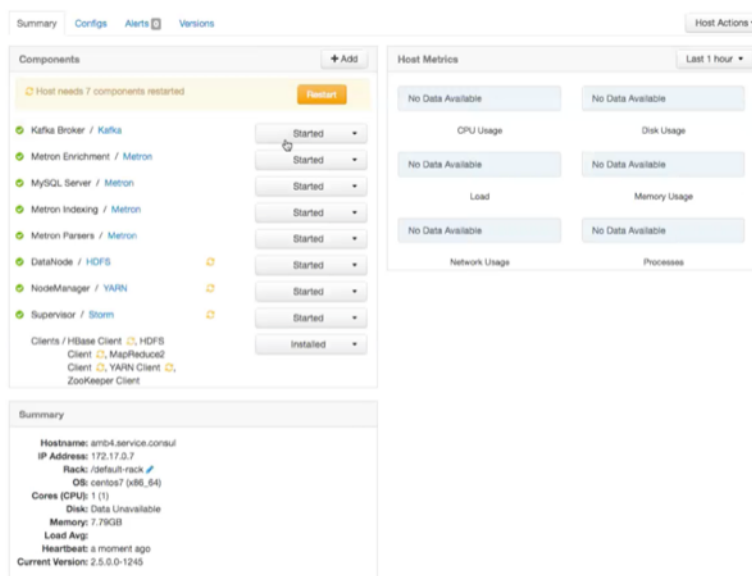 Summary Configs Alerts 0 Versions Host Actions
Components + Add
Host needs 7 components restarted Restart
Kafka Broker / Kafka Started
Metron Enrichment / Metron Started
MySQL Server / Metron Started
Metron Indexing / Metron Started
Metron Parsers / Metron Started
DataNode / HDFS Started
NodeManager / YARN Started
Supervisor / Storm Started
Clients / HBase Client , HDFS Installed
Client , MapReduce2
Client , YARN Client ,
ZooKeeper Client
Host Metrics Last 1 hour
No Data Available No Data Available
CPU Usage Disk Usage
No Data Available No Data Available
Load Memory Usage
No Data Available No Data Available
Network Usage Processes
Summary
Hostname: amb4.service.consul
IP Address: 172.17.0.7
Rack: /default-rack
OS: centos7 (x86_64)
Cores (CPU): 1 (1)
Disk: Data Unavailable
Memory: 7.79GB
Load Avg:
Heartbeat: a moment ago
Current Version: 2.5.0.0-1245